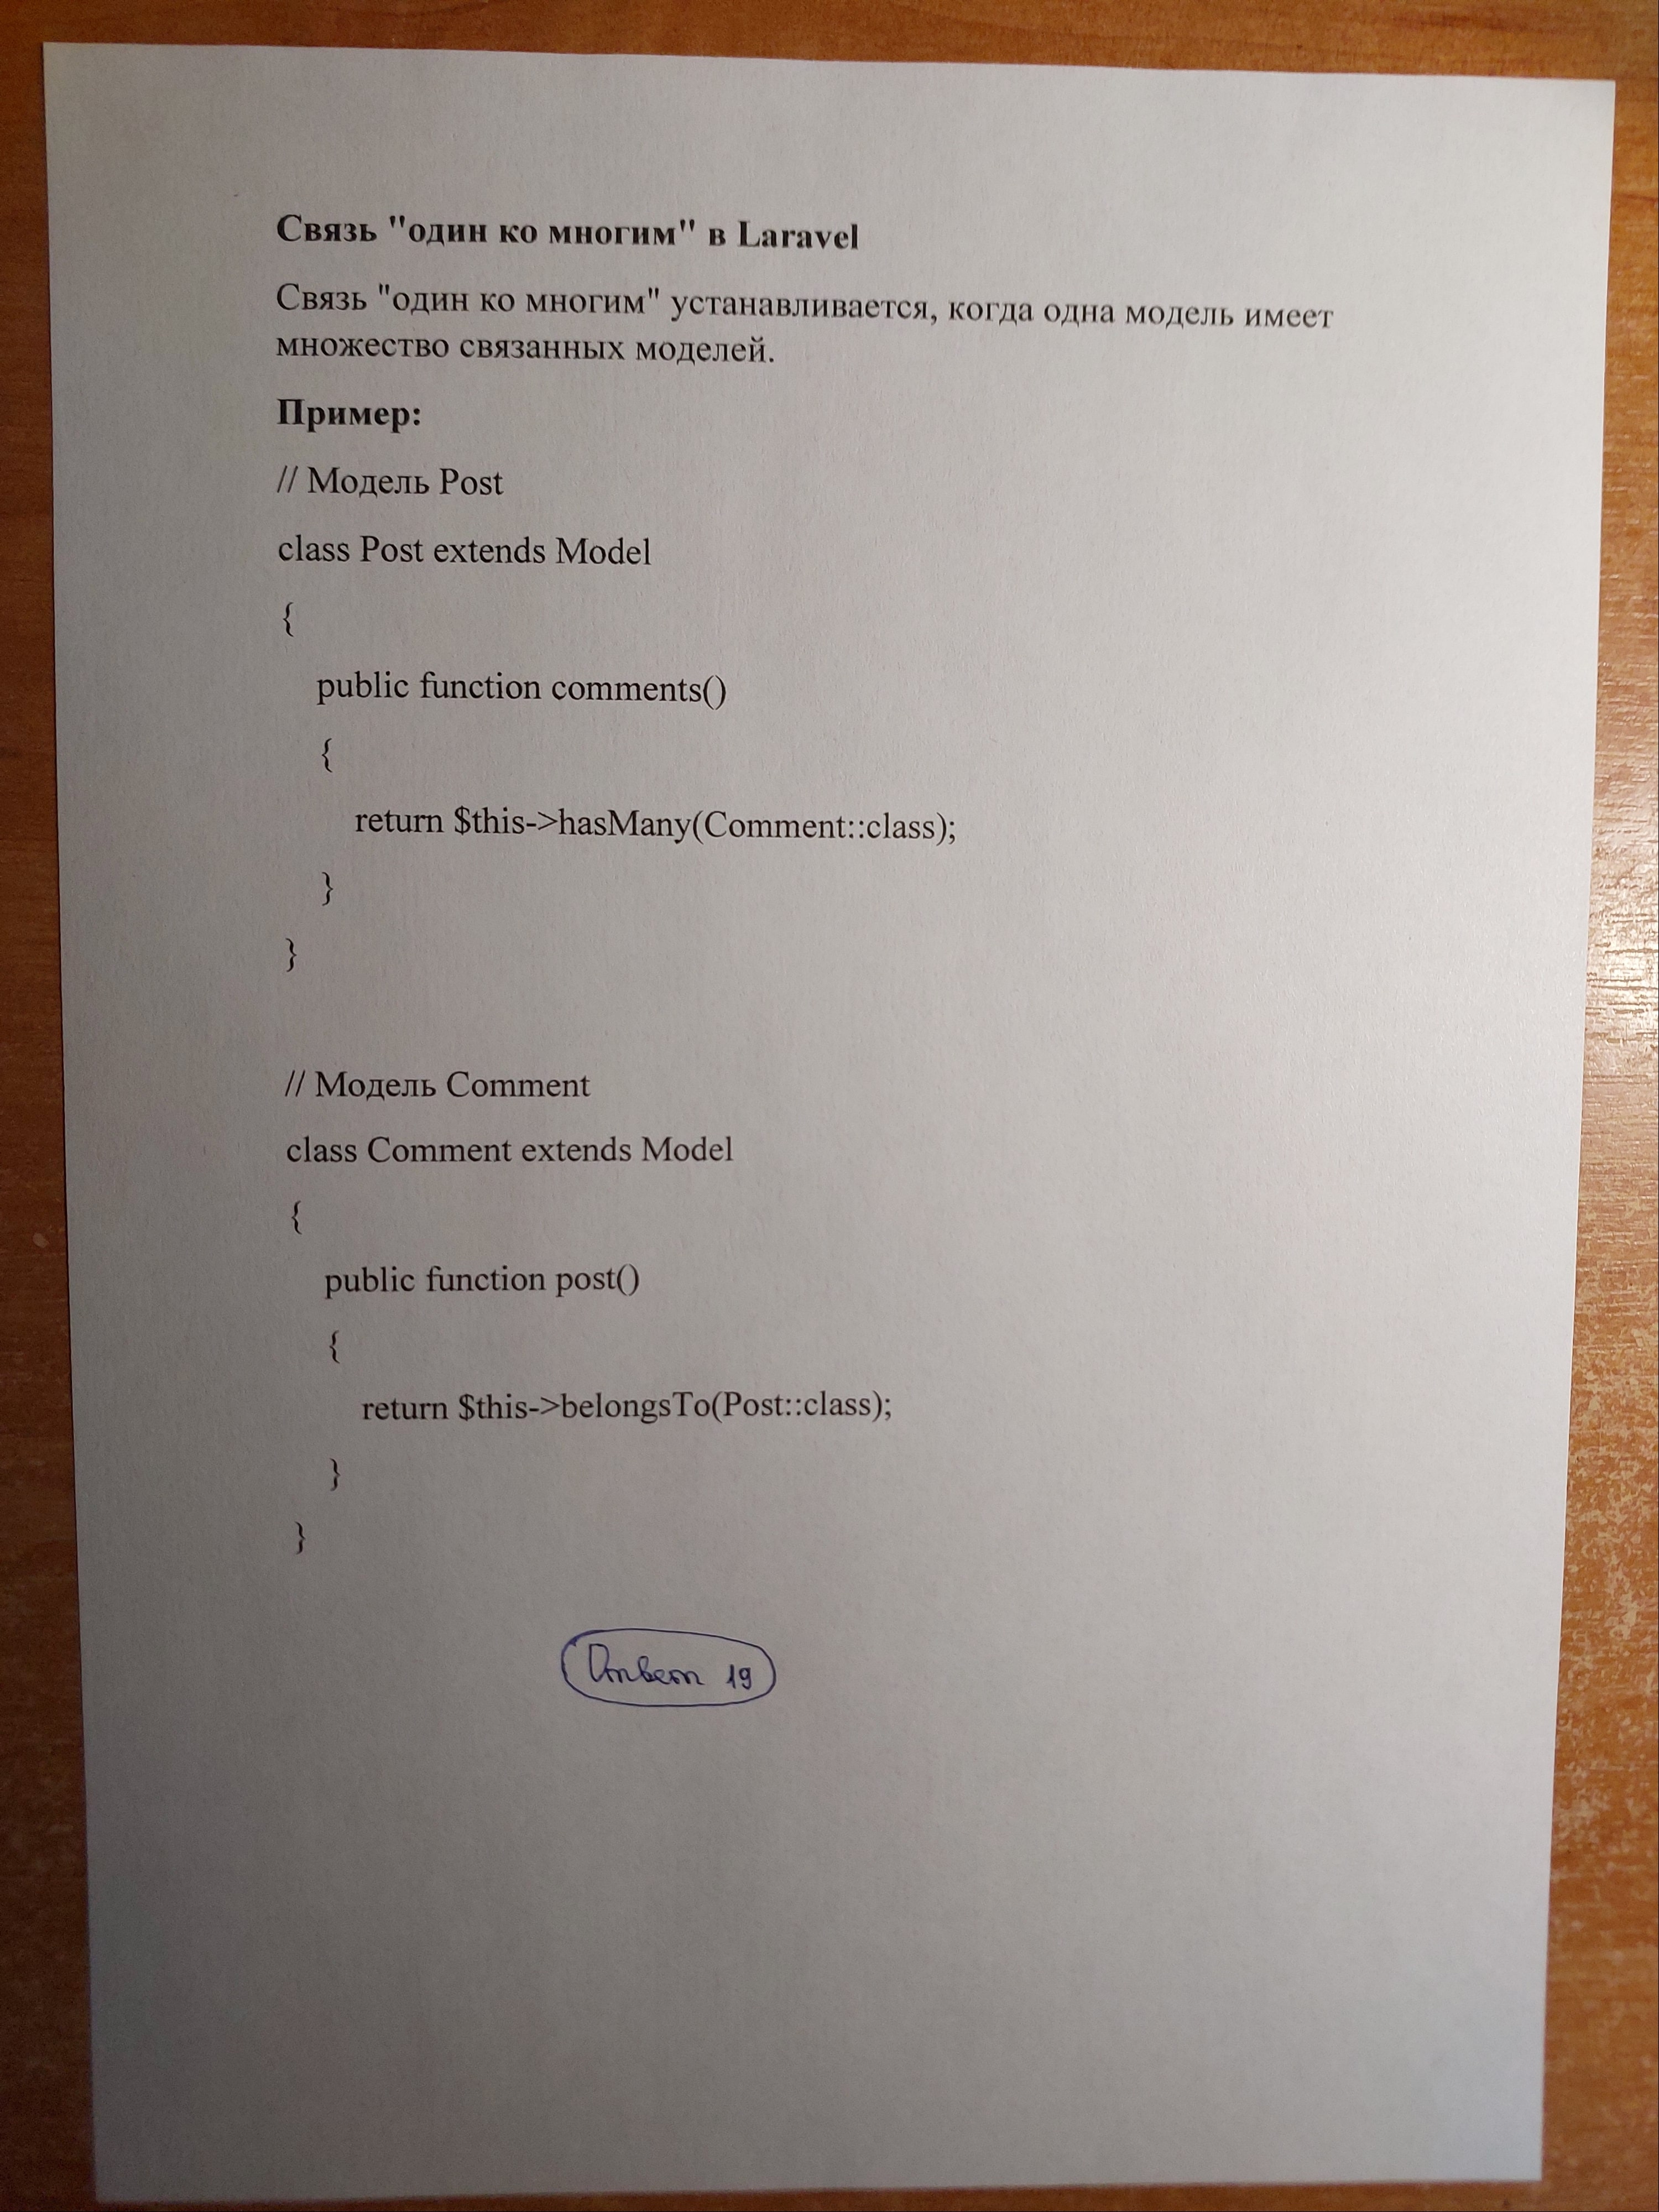 Связь "один ко многим" в Laravel
Связь "один ко многим" устанавливается, когда одна модель имеет
множество связанных моделей.
Пример:
// Модель Post
class Post extends Model
{
public function comments()
{
return $this->hasMany(Comment::class);
}
}
// Модель Comment
class Comment extends Model
{
public function post()
{
return $this->belongsTo(Post::class);
}
}
Ответ 19